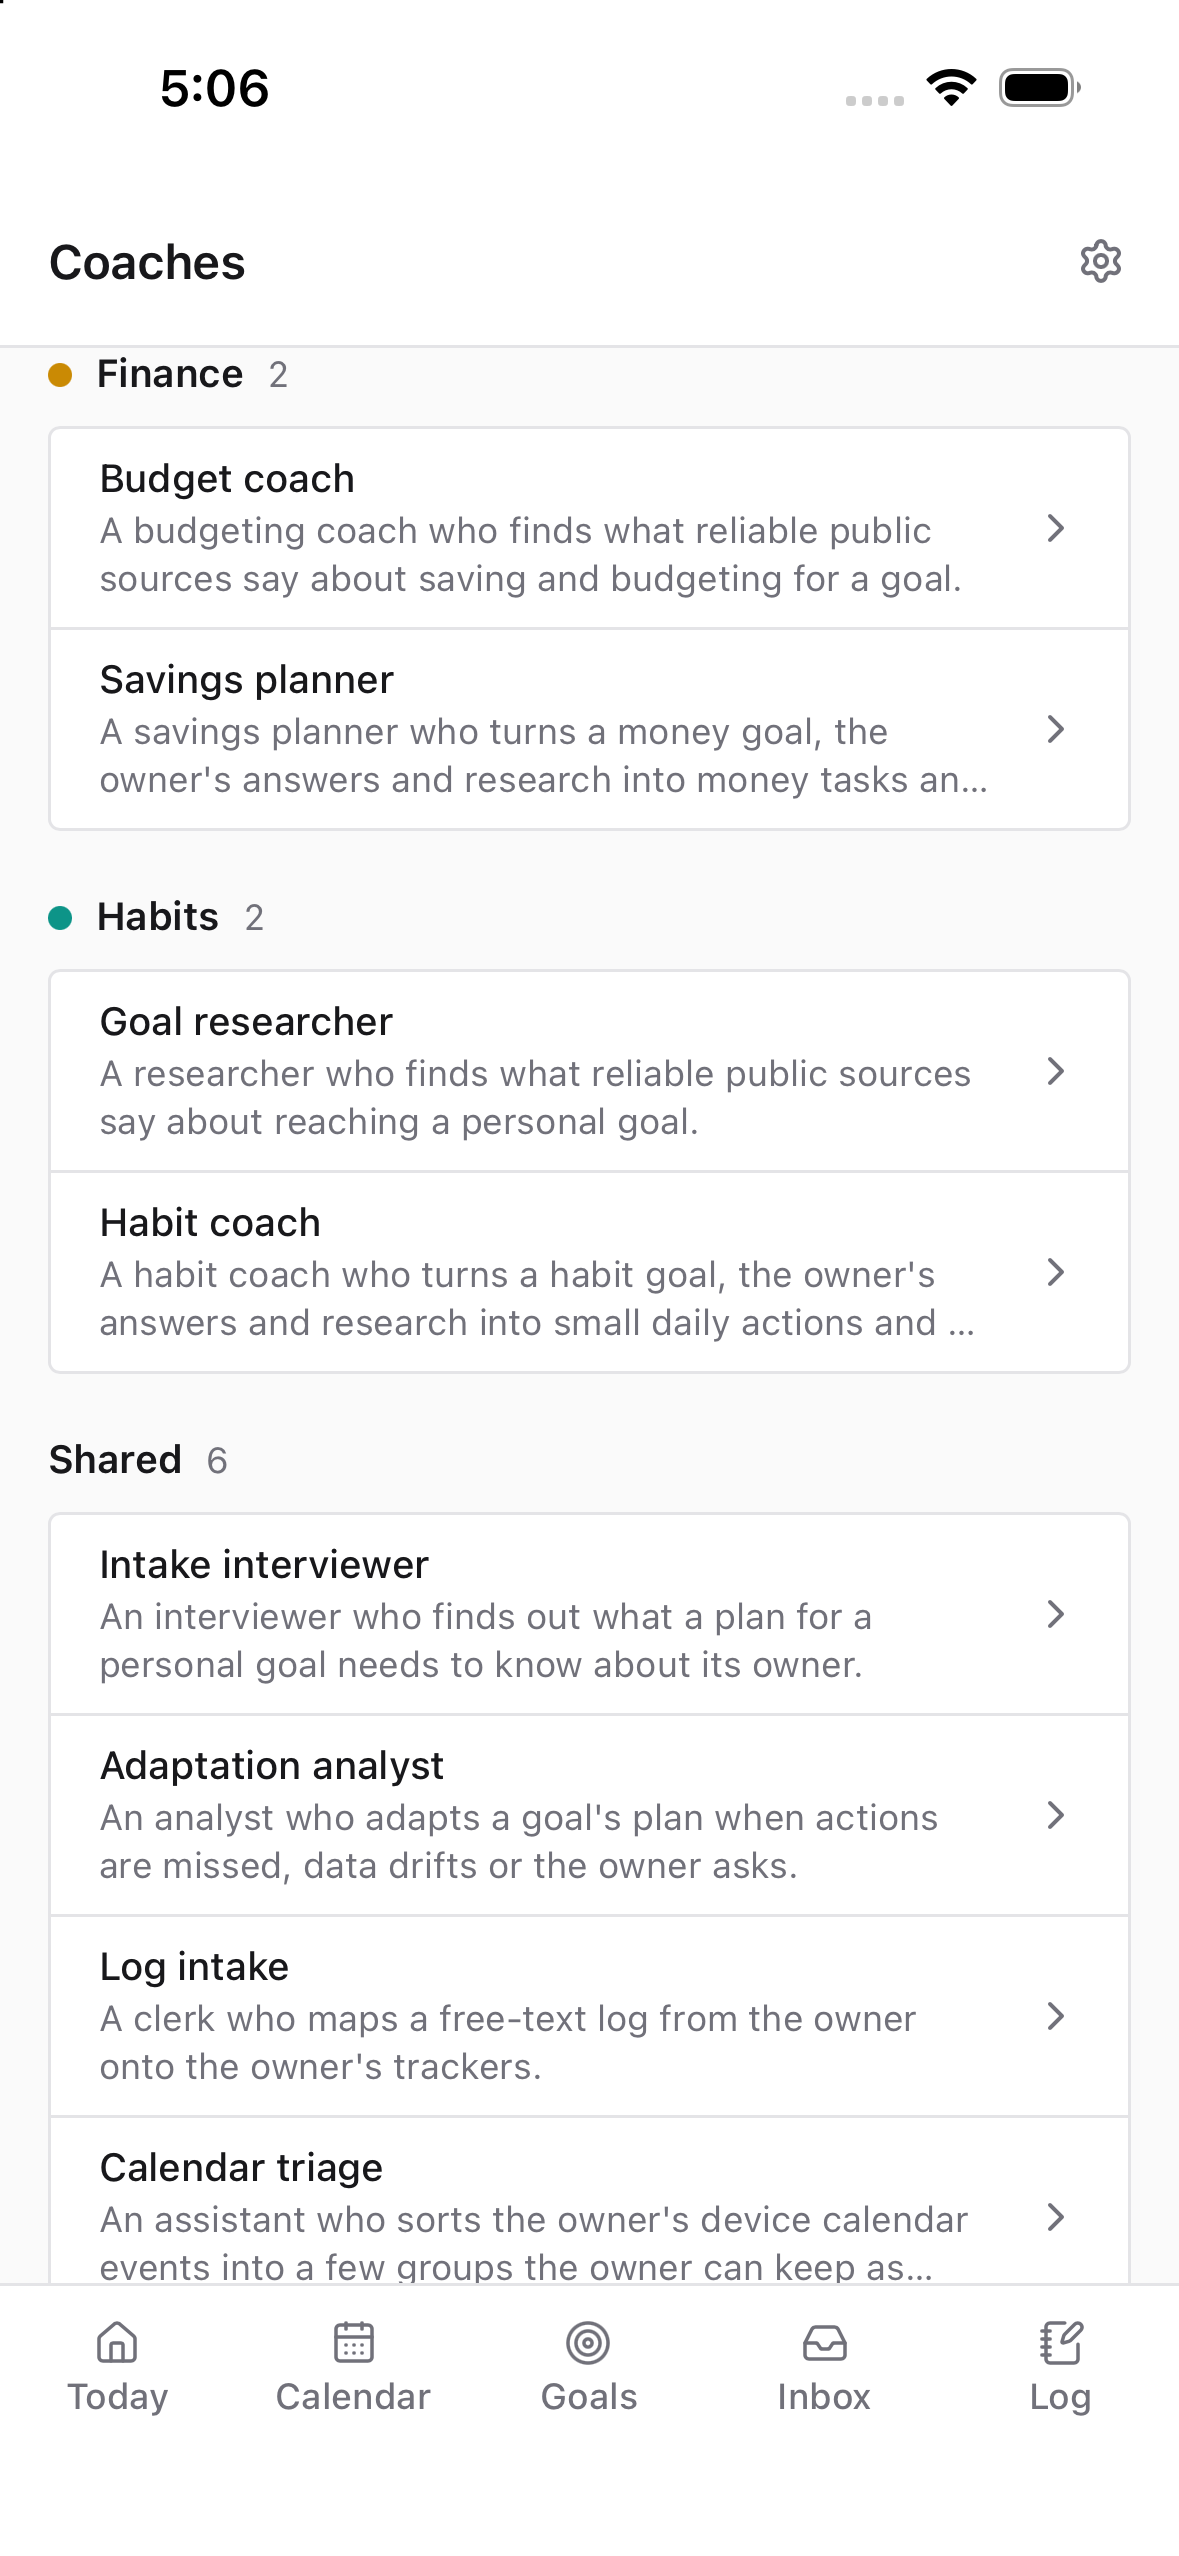 5:06
Coaches
Finance 2
Budget coach
A budgeting coach who finds what reliable public
sources say about saving and budgeting for a goal.
Savings planner
A savings planner who turns a money goal, the
owner's answers and research into money tasks an...
Habits 2
Goal researcher
A researcher who finds what reliable public sources
say about reaching a personal goal.
Habit coach
A habit coach who turns a habit goal, the owner's
answers and research into small daily actions and ...
Shared 6
Intake interviewer
An interviewer who finds out what a plan for a
personal goal needs to know about its owner.
Adaptation analyst
An analyst who adapts a goal's plan when actions
are missed, data drifts or the owner asks.
Log intake
A clerk who maps a free-text log from the owner
onto the owner's trackers.
Calendar triage
An assistant who sorts the owner's device calendar
events into a few groups the owner can keep as...
Today
Calendar
Goals
Inbox
Log